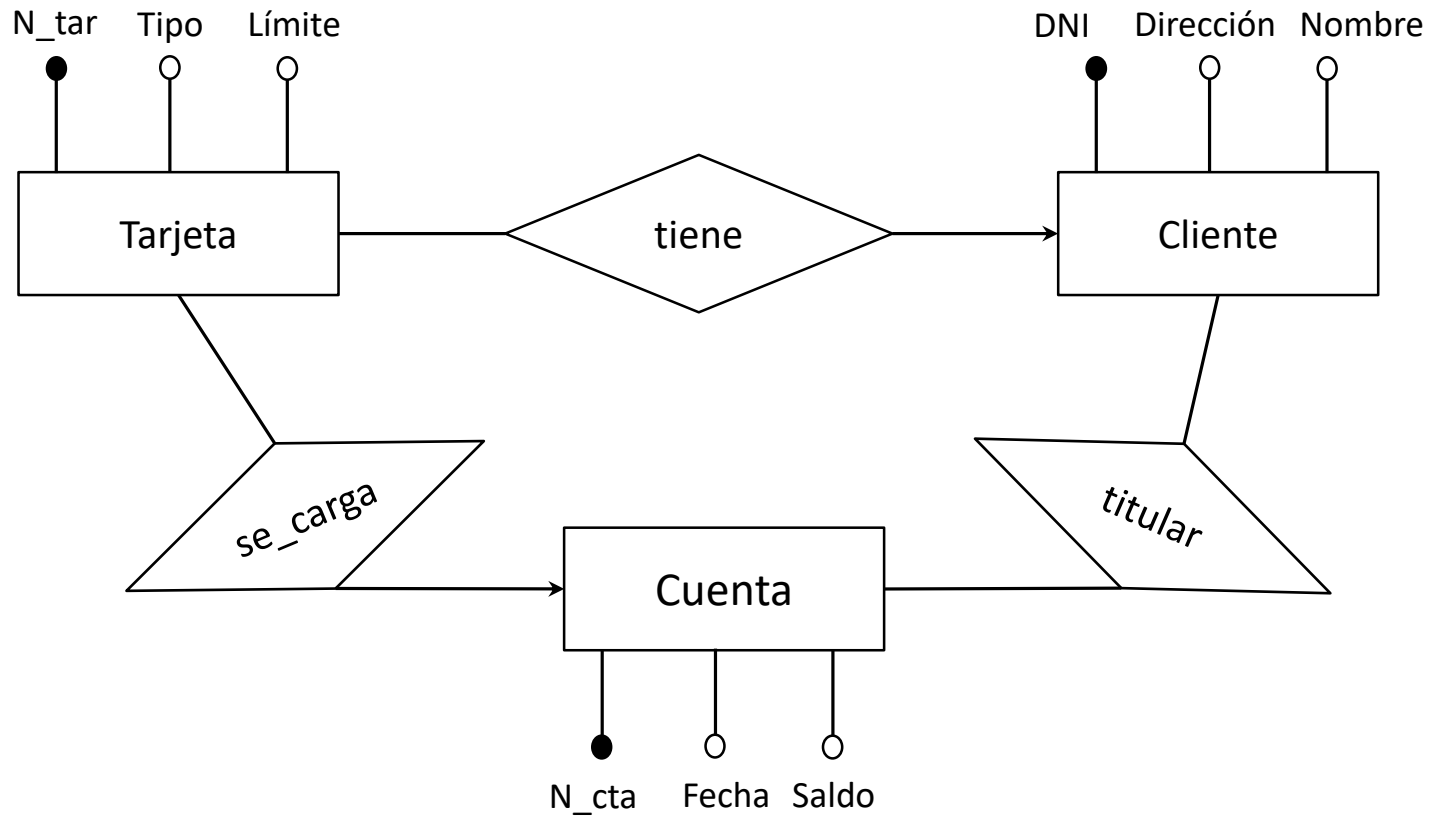 N_tar Tipo Límite
DNI Dirección Nombre
Tarjeta
tiene
Cliente
se_carga
titular
Cuenta
N_cta Fecha Saldo